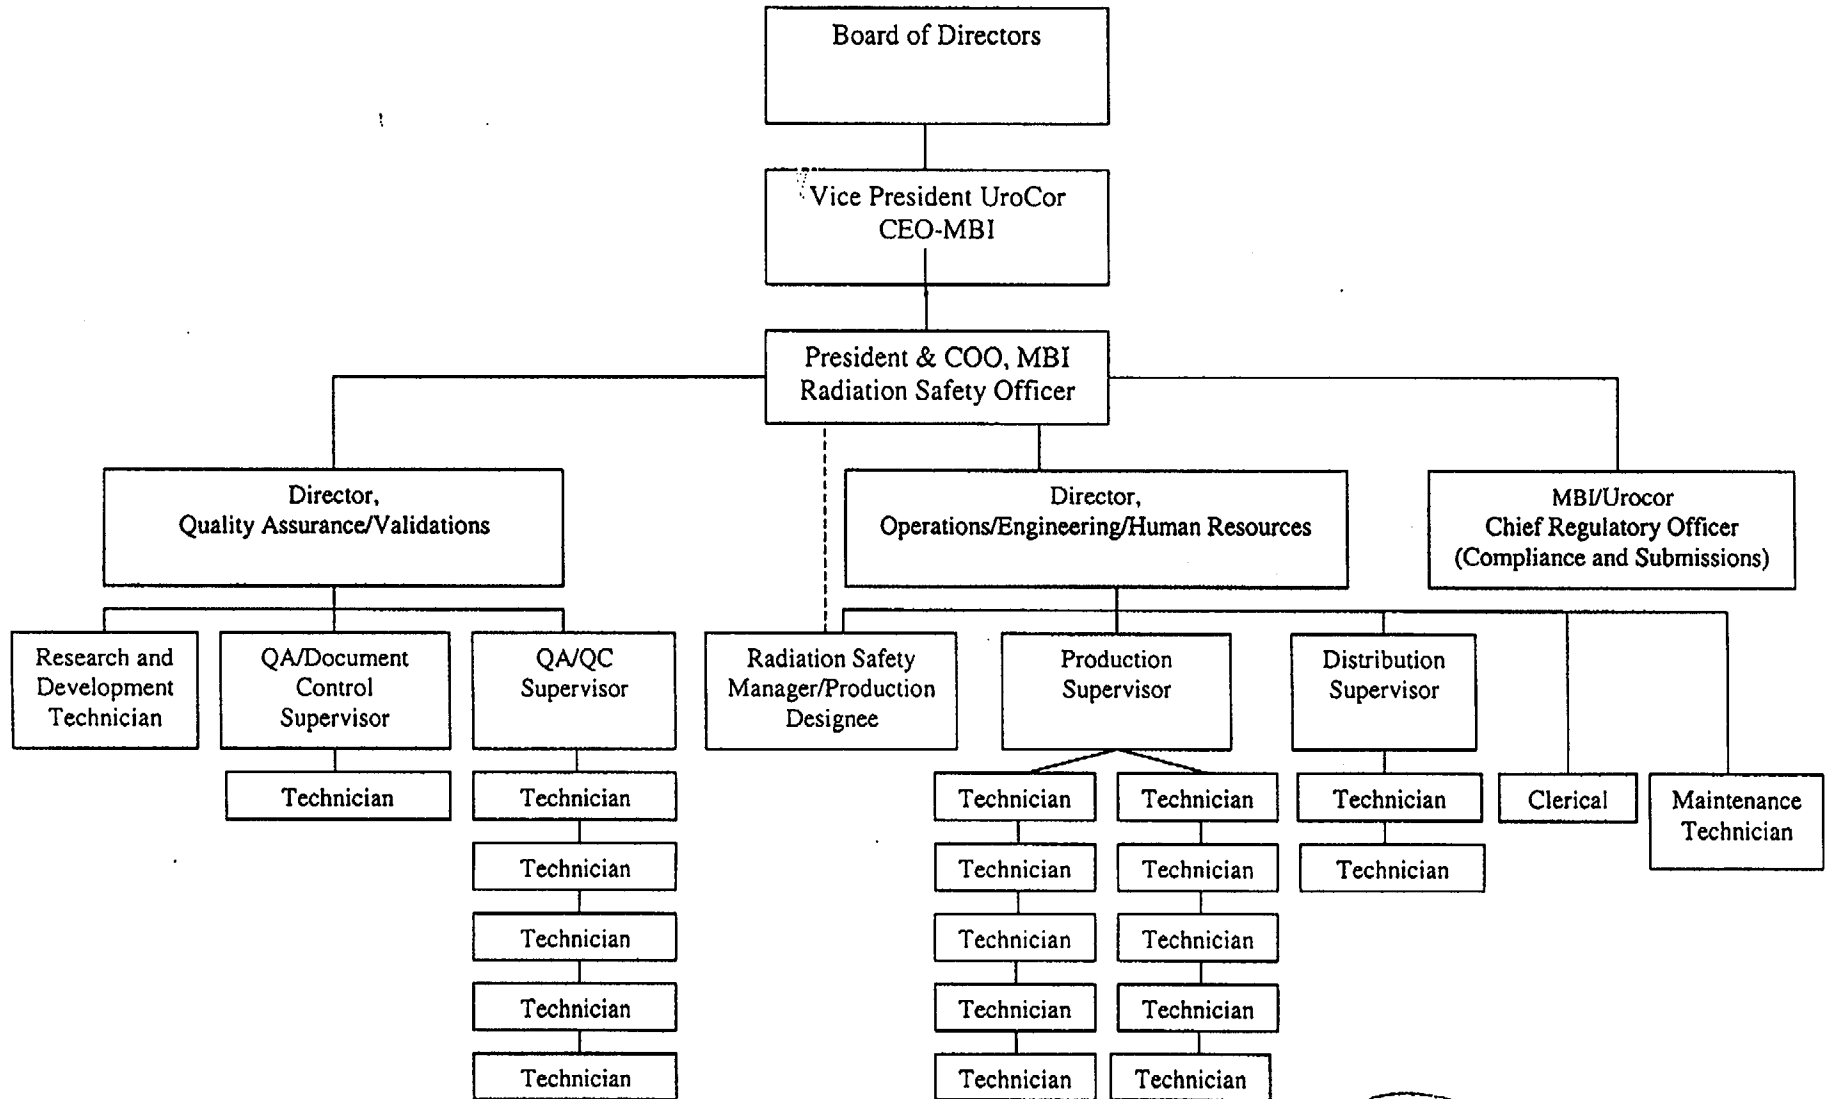 Board of Directors
Vice President UroCor
CEO-MBI
President & COO, MBI
Radiation Safety Officer
Director,
Quality Assurance/Validations
Director,
Operations/Engineering/Human Resources
MBI/Urocor
Chief Regulatory Officer
(Compliance and Submissions)
Research and
Development
Technician
QA/Document
Control
Supervisor
QA/QC
Supervisor
Radiation Safety
Manager/Production
Designee
Production
Supervisor
Distribution
Supervisor
Technician
Technician
Technician
Technician
Technician
Clerical
Maintenance
Technician
Technician
Technician
Technician
Technician
Technician
Technician
Technician
Technician
Technician
Technician
Technician
Technician
Technician